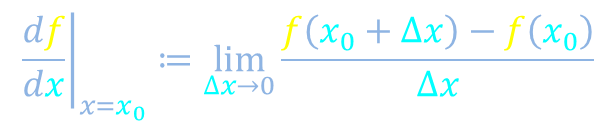 df/dx|ₓ₌ₓ₀ := lim_{Δx→0} (f(x₀ + Δx) − f(x₀)) / Δx